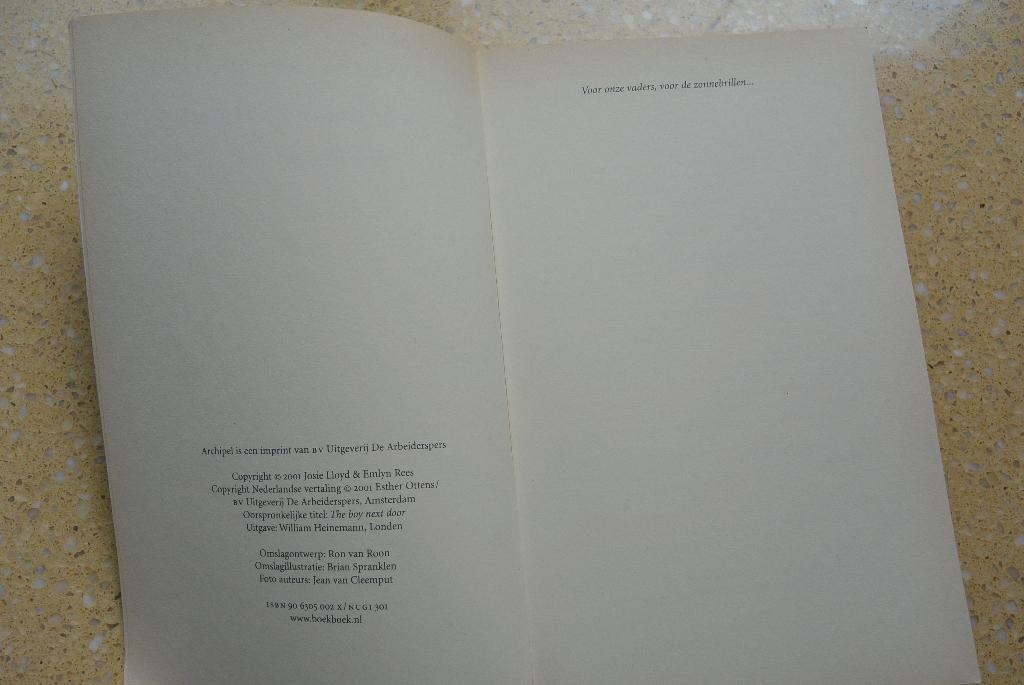 Archipel is een imprint van BV Uitgeverij De Arbeiderspers
Copyright © 2001 Josie Lloyd & Emlyn Rees
Copyright Nederlandse vertaling © 2001 Esther Ottens/
BV Uitgeverij De Arbeiderspers, Amsterdam
Oorspronkelijke titel: The boy next door
Uitgave: William Heinemann, Londen
Omslagontwerp: Ron van Roon
Omslagillustratie: Brian Spranklen
Foto auteurs: Jean van Cleemput
ISBN 90 6305 002 X/NUGI 301
www.boekboek.nl
Voor onze vaders, voor de zonnebrillen...